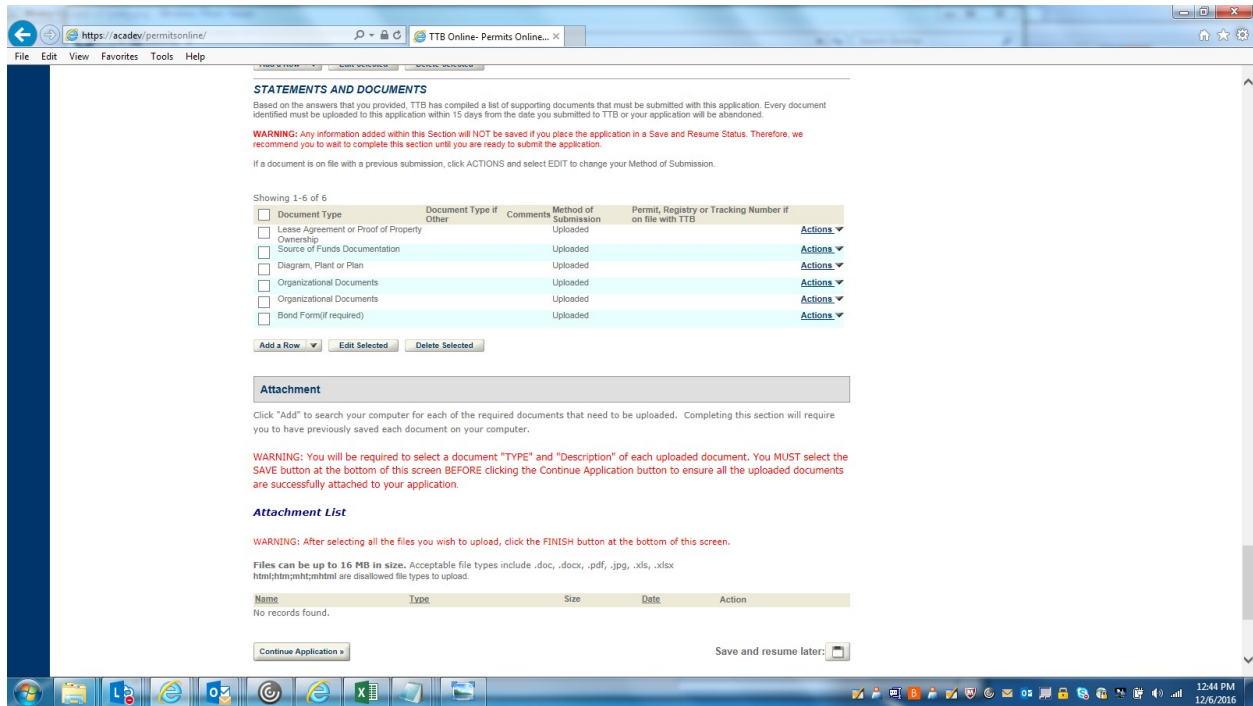 https://acadev/permitsonline/
TTB Online- Permits Online...
File Edit View Favorites Tools Help
Add a Row Edit Selected Delete Selected
STATEMENTS AND DOCUMENTS
Based on the answers that you provided, TTB has compiled a list of supporting documents that must be submitted with this application. Every document
identified must be uploaded to this application within 15 days from the date you submitted to TTB or your application will be abandoned.
WARNING: Any information added within this Section will NOT be saved if you place the application in a Save and Resume Status. Therefore, we
recommend you to wait to complete this section until you are ready to submit the application.
If a document is on file with a previous submission, click ACTIONS and select EDIT to change your Method of Submission.
Showing 1-6 of 6
Document Type Document Type if Other Comments Method of Submission Permit, Registry or Tracking Number if on file with TTB
Lease Agreement or Proof of Property Ownership Uploaded Actions
Source of Funds Documentation Uploaded Actions
Diagram, Plant or Plan Uploaded Actions
Organizational Documents Uploaded Actions
Organizational Documents Uploaded Actions
Bond Form(if required) Uploaded Actions
Add a Row Edit Selected Delete Selected
Attachment
Click "Add" to search your computer for each of the required documents that need to be uploaded. Completing this section will require
you to have previously saved each document on your computer.
WARNING: You will be required to select a document "TYPE" and "Description" of each uploaded document. You MUST select the
SAVE button at the bottom of this screen BEFORE clicking the Continue Application button to ensure all the uploaded documents
are successfully attached to your application.
Attachment List
WARNING: After selecting all the files you wish to upload, click the FINISH button at the bottom of this screen.
Files can be up to 16 MB in size. Acceptable file types include .doc, .docx, .pdf, .jpg, .xls, .xlsx
html;htm;mht;mhtml are disallowed file types to upload.
Name Type Size Date Action
No records found.
Continue Application » Save and resume later:
12:44 PM
12/6/2016